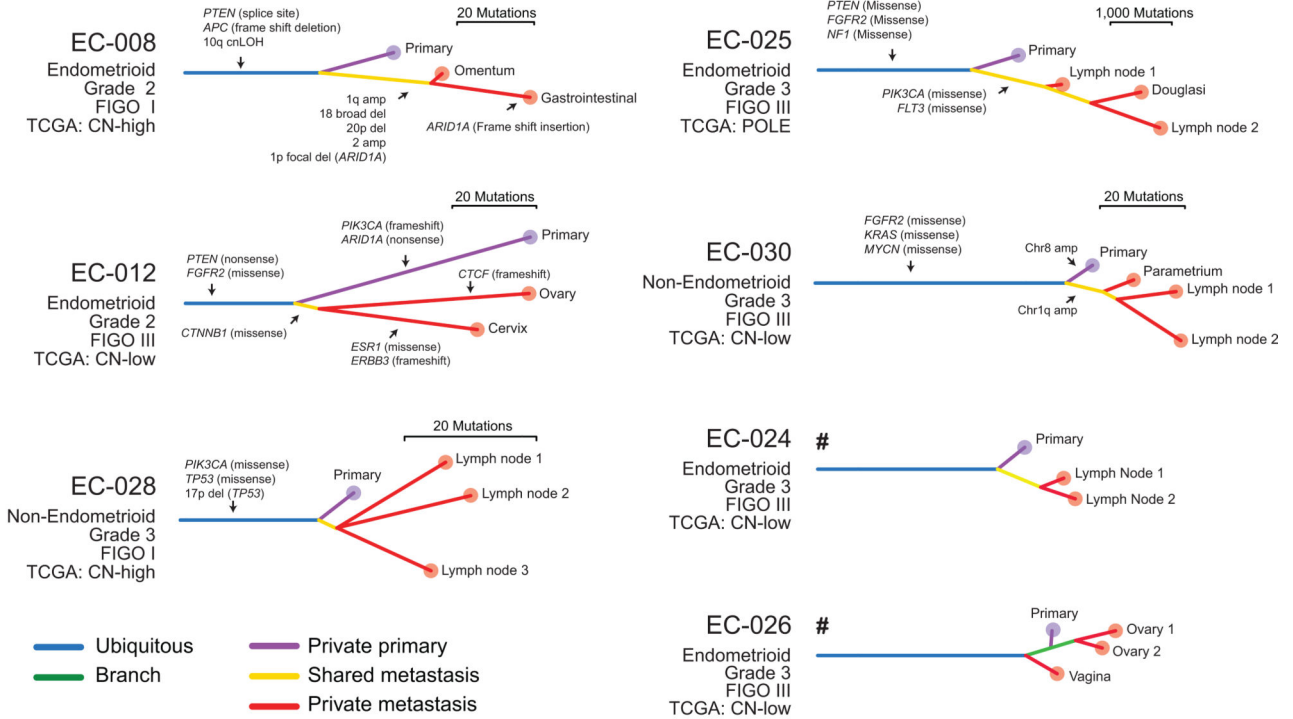 PTEN (splice site)
APC (frame shift deletion)
10q cnLOH
20 Mutations
EC-008
Endometrioid
Grade 2
FIGO I
TCGA: CN-high
Primary
Omentum
Gastrointestinal
1q amp
18 broad del
20p del
2 amp
1p focal del (ARID1A)
ARID1A (Frame shift insertion)
PTEN (Missense)
FGFR2 (Missense)
NF1 (Missense)
1,000 Mutations
EC-025
Endometrioid
Grade 3
FIGO III
TCGA: POLE
Primary
Lymph node 1
Douglasi
Lymph node 2
PIK3CA (missense)
FLT3 (missense)
20 Mutations
EC-012
Endometrioid
Grade 2
FIGO III
TCGA: CN-low
PTEN (nonsense)
FGFR2 (missense)
PIK3CA (frameshift)
ARID1A (nonsense)
Primary
CTCF (frameshift)
Ovary
Cervix
CTNNB1 (missense)
ESR1 (missense)
ERBB3 (frameshift)
20 Mutations
EC-030
Non-Endometrioid
Grade 3
FIGO III
TCGA: CN-low
FGFR2 (missense)
KRAS (missense)
MYCN (missense)
Chr8 amp
Primary
Parametrium
Lymph node 1
Chr1q amp
Lymph node 2
20 Mutations
EC-028
Non-Endometrioid
Grade 3
FIGO I
TCGA: CN-high
PIK3CA (missense)
TP53 (missense)
17p del (TP53)
Primary
Lymph node 1
Lymph node 2
Lymph node 3
EC-024 #
Endometrioid
Grade 3
FIGO III
TCGA: CN-low
Primary
Lymph Node 1
Lymph Node 2
EC-026 #
Endometrioid
Grade 3
FIGO III
TCGA: CN-low
Primary
Ovary 1
Ovary 2
Vagina
Ubiquitous
Branch
Private primary
Shared metastasis
Private metastasis